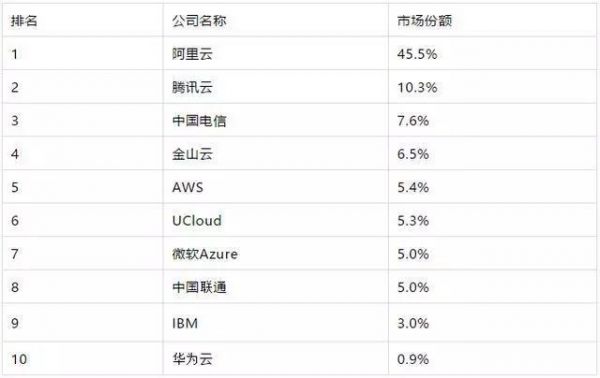 排名 公司名称 市场份额
1 阿里云 45.5%
2 腾讯云 10.3%
3 中国电信 7.6%
4 金山云 6.5%
5 AWS 5.4%
6 UCloud 5.3%
7 微软Azure 5.0%
8 中国联通 5.0%
9 IBM 3.0%
10 华为云 0.9%